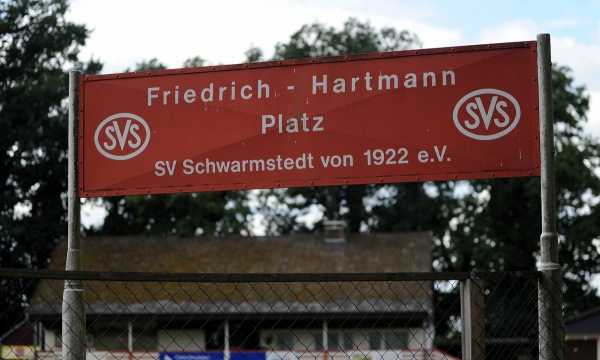 Friedrich - Hartmann
Platz
SVS
SVS
SV Schwarmstedt von 1922 e.V.